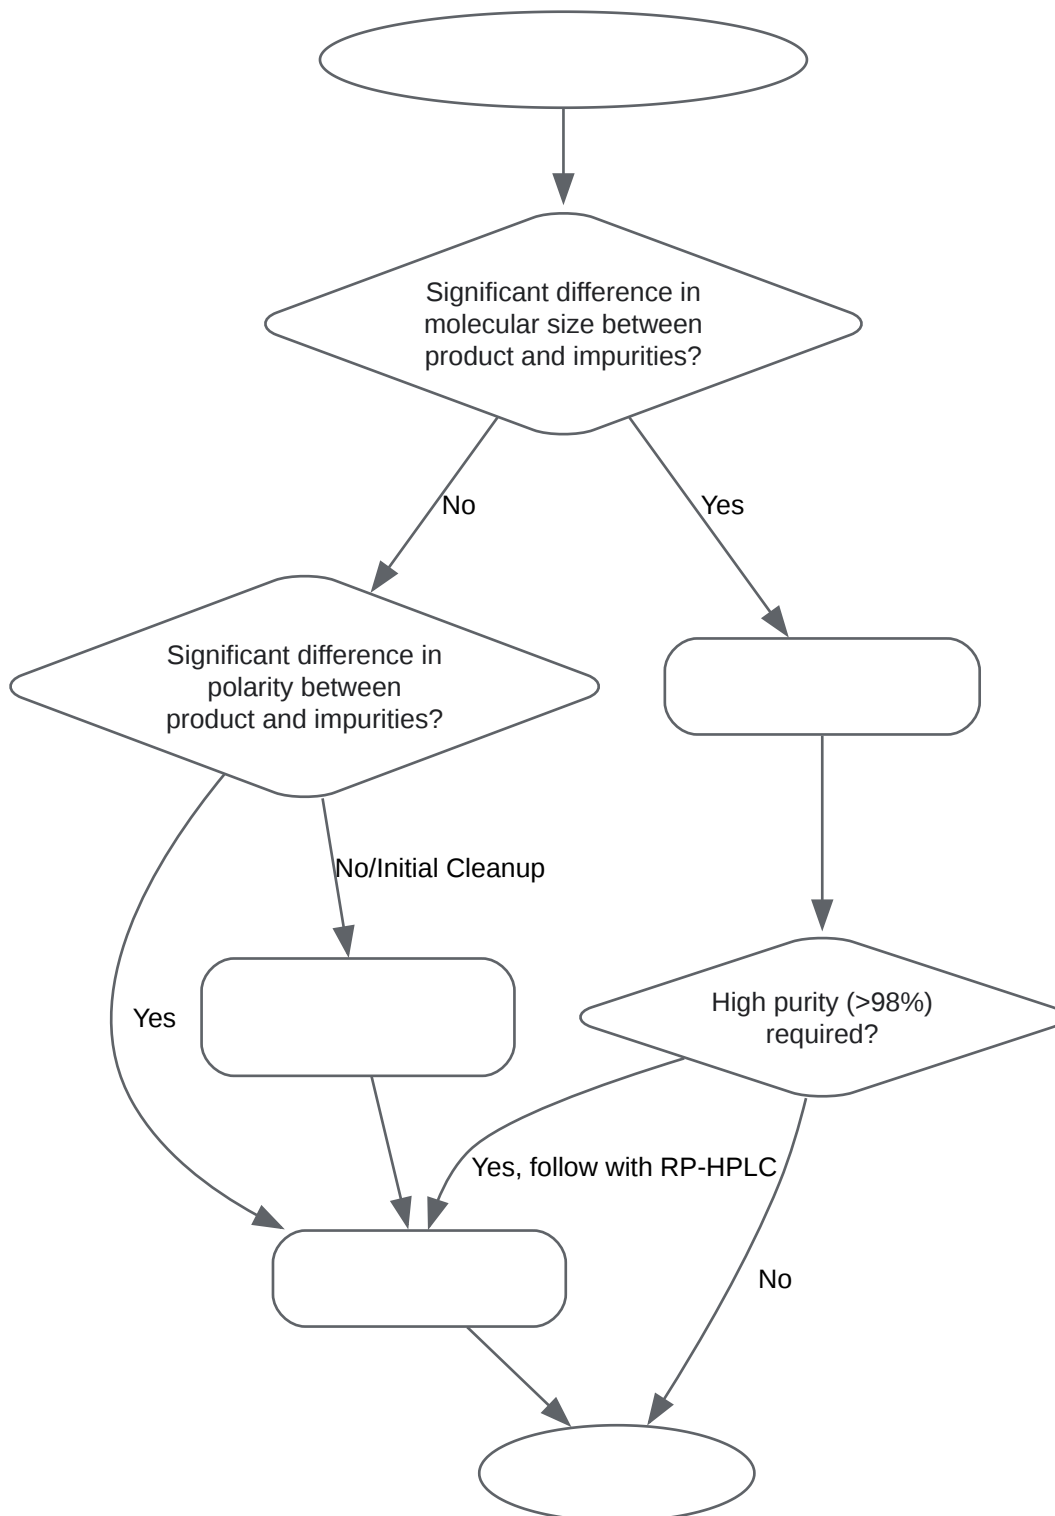 Significant difference in
molecular size between
product and impurities?
No
Yes
Significant difference in
polarity between
product and impurities?
No/Initial Cleanup
Yes
High purity (>98%)
required?
Yes, follow with RP-HPLC
No